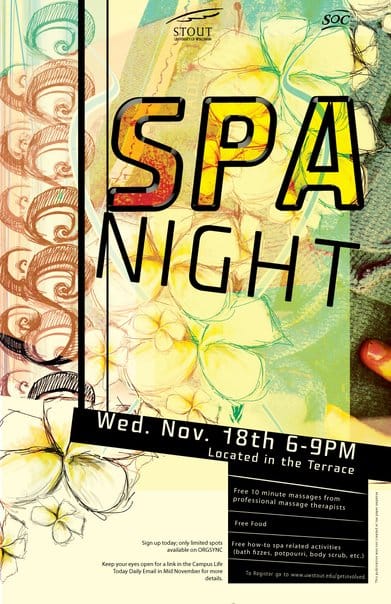 STOUT
UNIVERSITY OF WISCONSIN
SOC
SPA
NIGHT
Wed. Nov. 18th 6-9PM
Located in the Terrace
Free 10 minute massages from
professional massage therapists
Free Food
Free how-to spa related activities
(bath fizzes, potpourri, body scrub, etc.)
To Register go to www.uwstout.edu/getinvolved.
Sign up today; only limited spots
available on ORGSYNC
Keep your eyes open for a link in the Campus Life
Today Daily Email in Mid November for more
details.